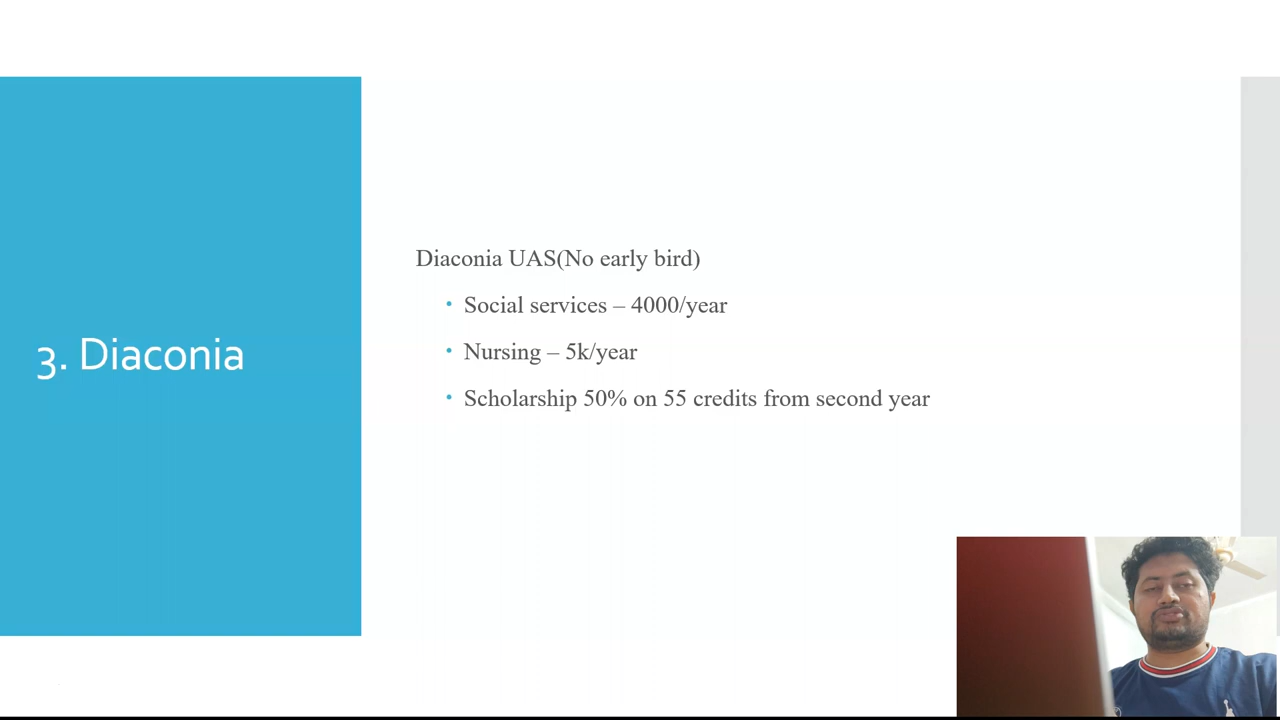 3. Diaconia
Diaconia UAS(No early bird)
• Social services – 4000/year
• Nursing – 5k/year
• Scholarship 50% on 55 credits from second year